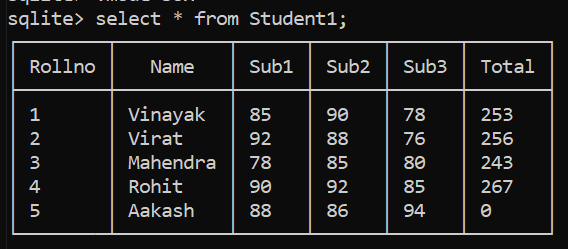 sqlite> select * from Student1;
Rollno Name Sub1 Sub2 Sub3 Total
1 Vinayak 85 90 78 253
2 Virat 92 88 76 256
3 Mahendra 78 85 80 243
4 Rohit 90 92 85 267
5 Aakash 88 86 94 0